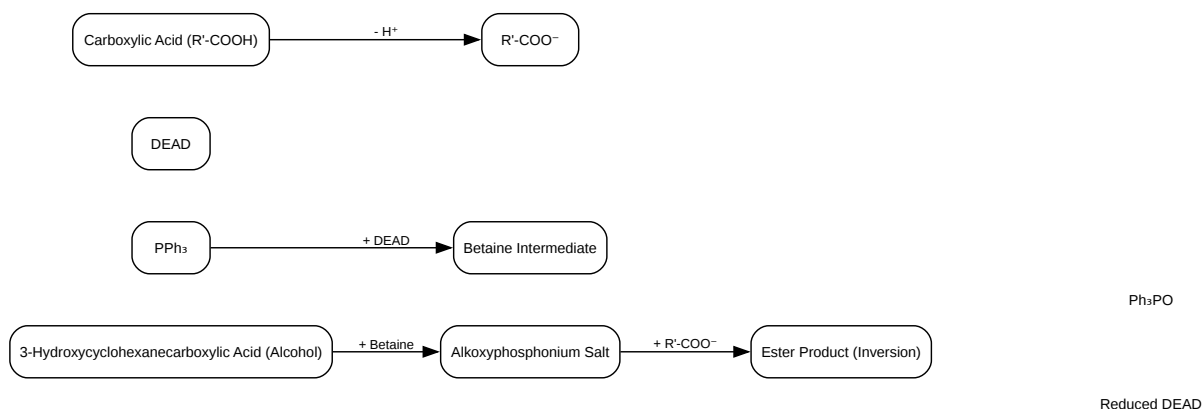 Carboxylic Acid (R'-COOH)
- H⁺
R'-COO⁻
DEAD
PPh₃
+ DEAD
Betaine Intermediate
Ph₃PO
3-Hydroxycyclohexanecarboxylic Acid (Alcohol)
+ Betaine
Alkoxyphosphonium Salt
+ R'-COO⁻
Ester Product (Inversion)
Reduced DEAD